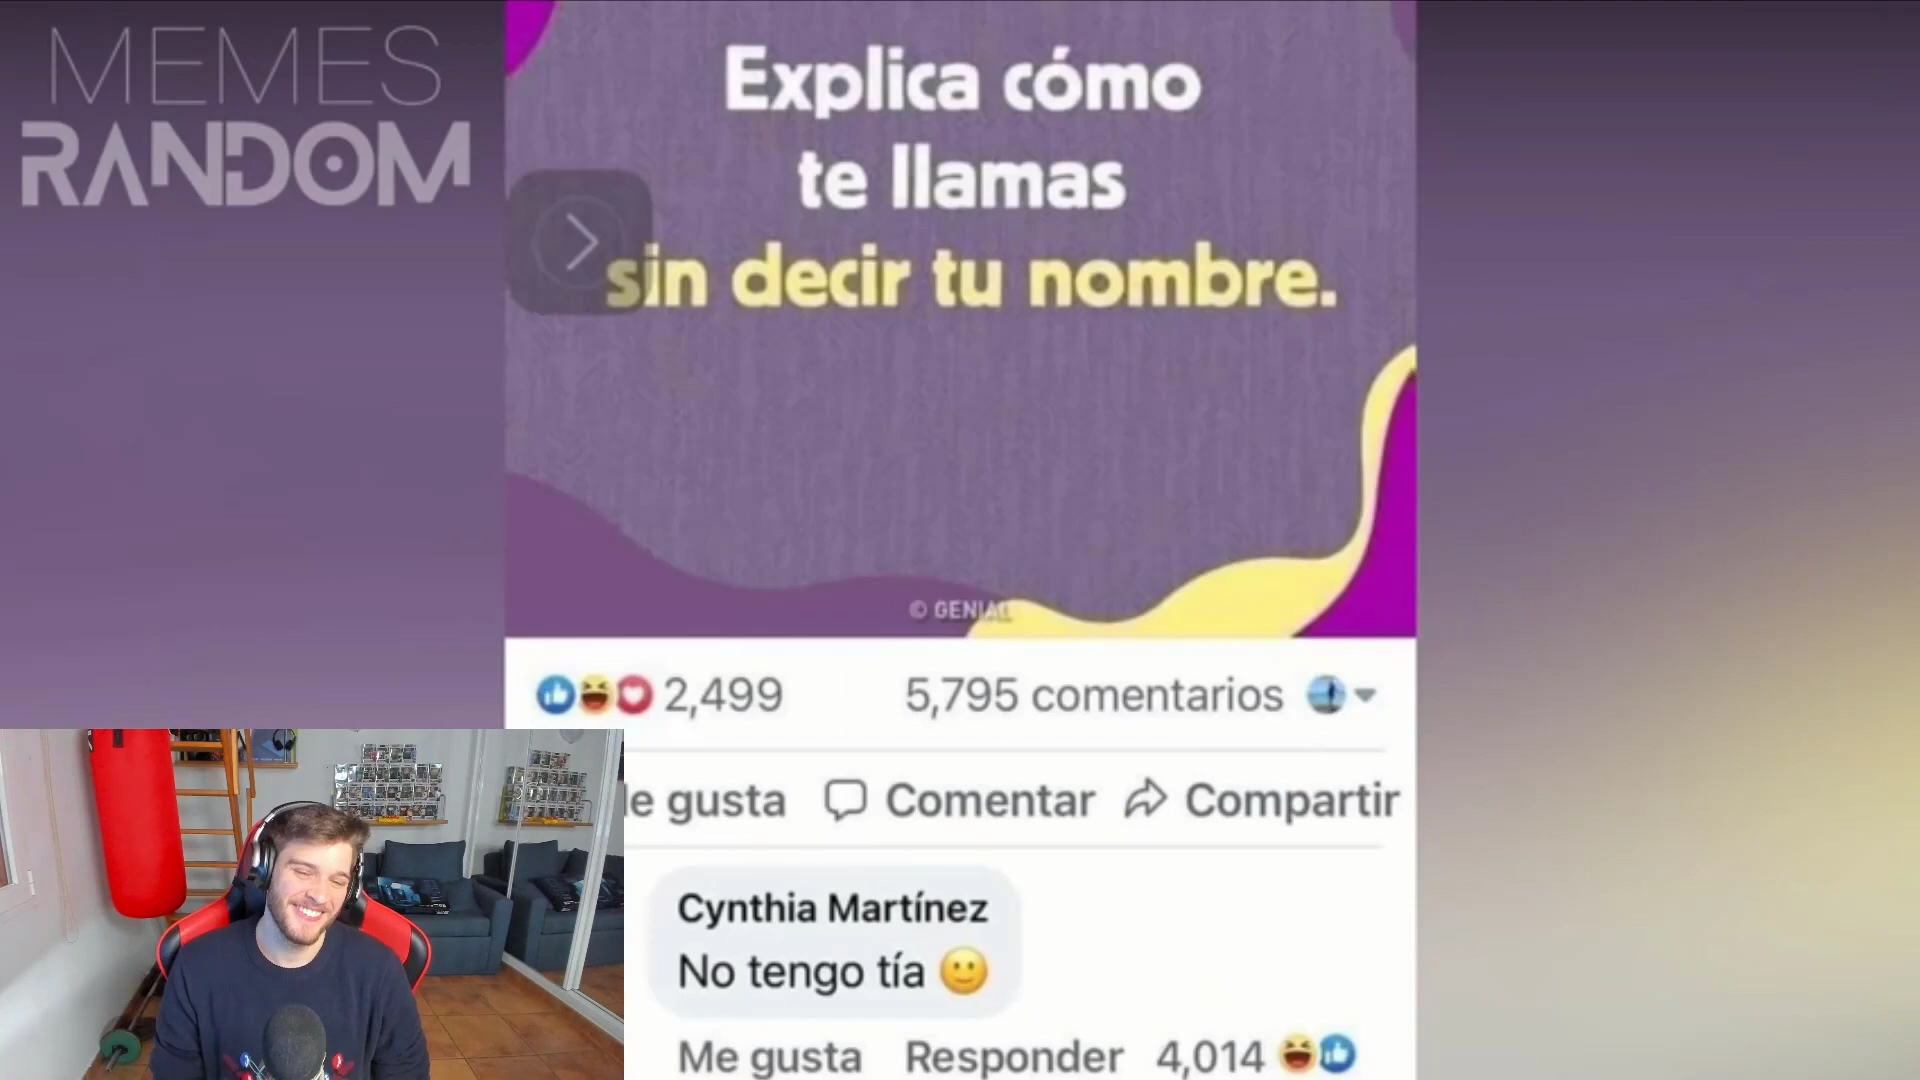 MEMES
RANDOM
Explica cómo
te llamas
sin decir tu nombre.
© GENIAL
2,499 5,795 comentarios
Me gusta Comentar Compartir
Cynthia Martínez
No tengo tía 🙂
Me gusta Responder 4,014